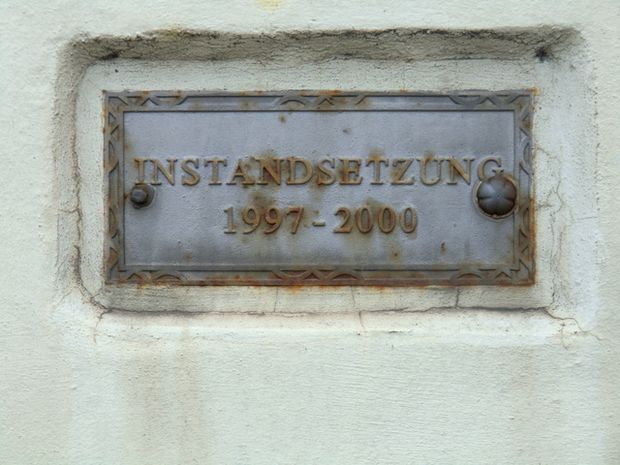 INSTANDSETZUNG
1997 - 2000